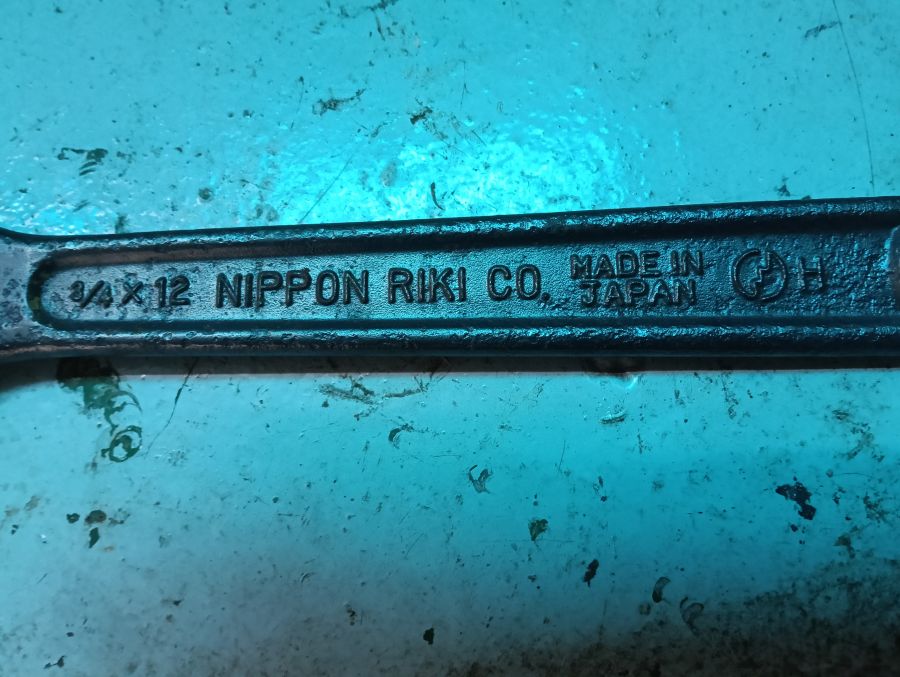 3/4 × 12 NIPPON RIKI CO. MADE IN
JAPAN H